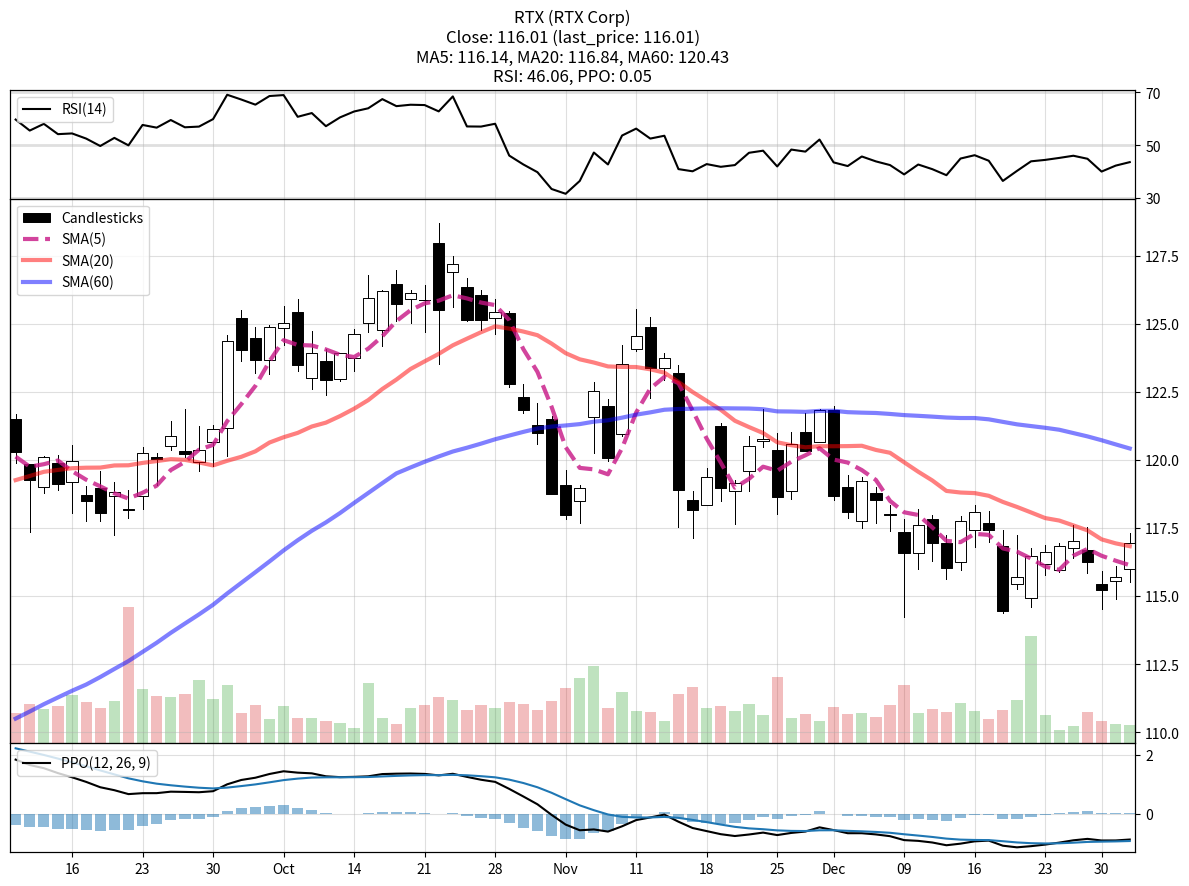 RTX (RTX Corp)
Close: 116.01 (last_price: 116.01)
MA5: 116.14, MA20: 116.84, MA60: 120.43
RSI: 46.06, PPO: 0.05
RSI(14)
70
50
30
Candlesticks
SMA(5)
SMA(20)
SMA(60)
127.5
125.0
122.5
120.0
117.5
115.0
112.5
110.0
PPO(12, 26, 9)
2
0
16 23 30 Oct 14 21 28 Nov 11 18 25 Dec 09 16 23 30